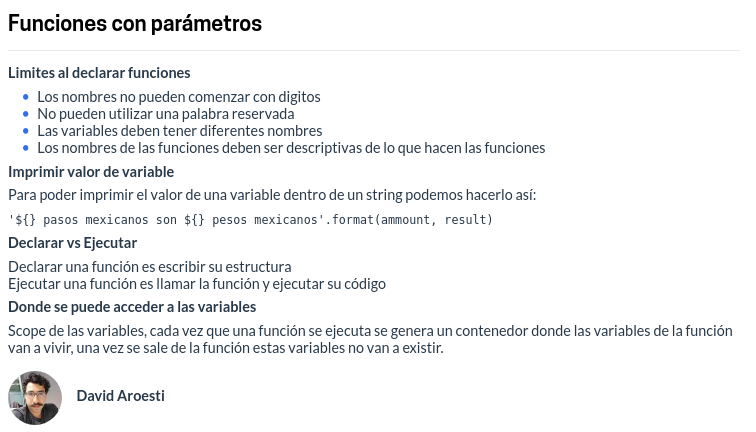 Funciones con parámetros
Limites al declarar funciones
Los nombres no pueden comenzar con digitos
No pueden utilizar una palabra reservada
Las variables deben tener diferentes nombres
Los nombres de las funciones deben ser descriptivas de lo que hacen las funciones
Imprimir valor de variable
Para poder imprimir el valor de una variable dentro de un string podemos hacerlo así:
'${} pasos mexicanos son ${} pesos mexicanos'.format(ammount, result)
Declarar vs Ejecutar
Declarar una función es escribir su estructura
Ejecutar una función es llamar la función y ejecutar su código
Donde se puede acceder a las variables
Scope de las variables, cada vez que una función se ejecuta se genera un contenedor donde las variables de la función
van a vivir, una vez se sale de la función estas variables no van a existir.
David Aroesti